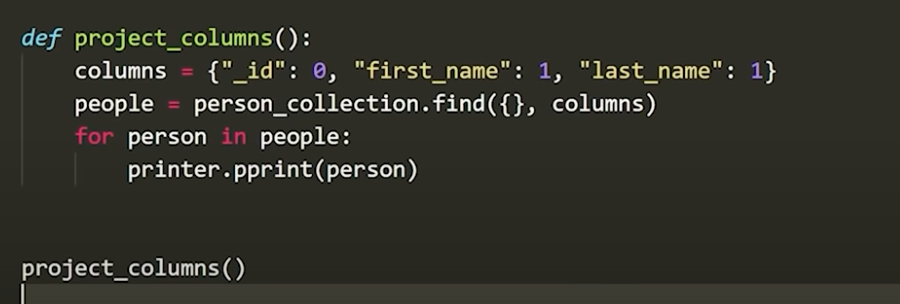 def project_columns():
    columns = {"_id": 0, "first_name": 1, "last_name": 1}
    people = person_collection.find({}, columns)
    for person in people:
        printer.pprint(person)
project_columns()